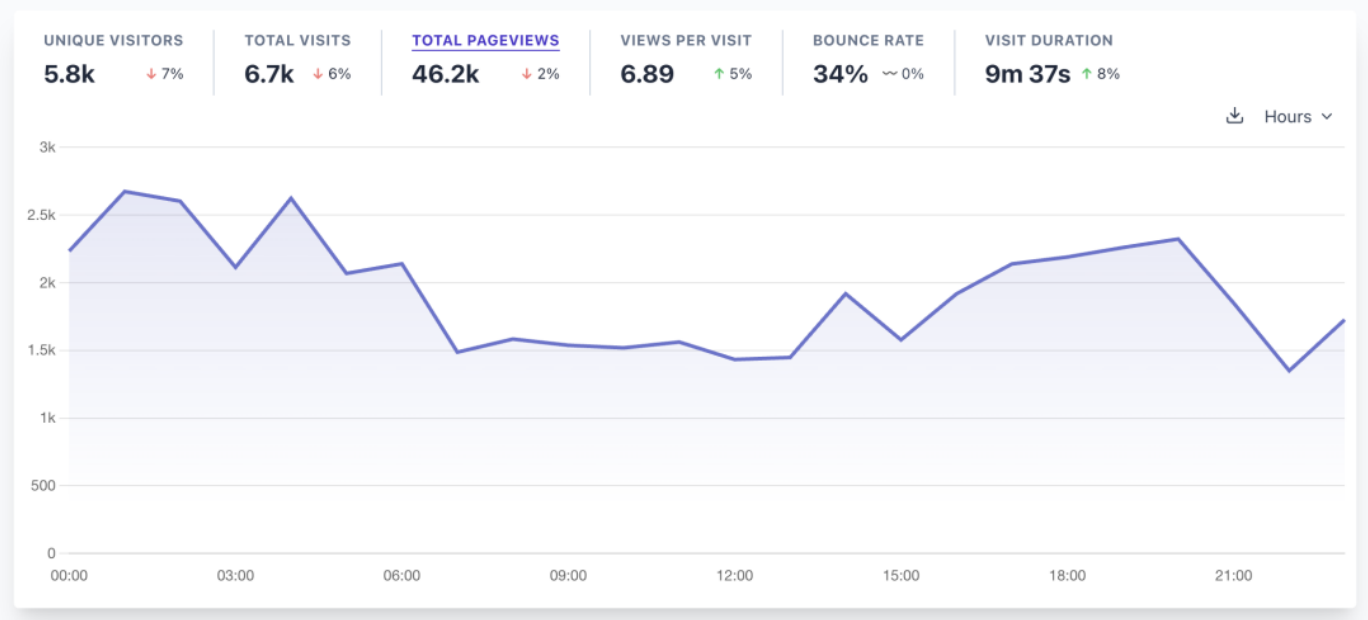 UNIQUE VISITORS TOTAL VISITS TOTAL PAGEVIEWS VIEWS PER VISIT BOUNCE RATE VISIT DURATION
5.8k ↓ 7% 6.7k ↓ 6% 46.2k ↓ 2% 6.89 ↑ 5% 34% 〰 0% 9m 37s ↑ 8%
Hours
3k
2.5k
2k
1.5k
1k
500
0
00:00 03:00 06:00 09:00 12:00 15:00 18:00 21:00